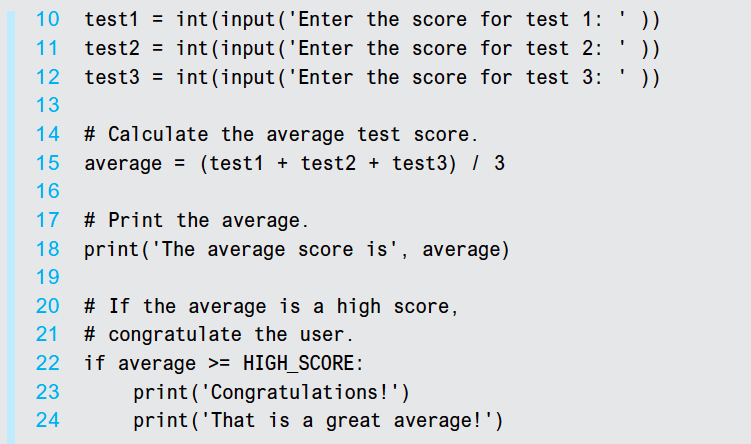 10 test1 = int(input('Enter the score for test 1: ' ))
11 test2 = int(input('Enter the score for test 2: ' ))
12 test3 = int(input('Enter the score for test 3: ' ))
13
14 # Calculate the average test score.
15 average = (test1 + test2 + test3) / 3
16
17 # Print the average.
18 print('The average score is', average)
19
20 # If the average is a high score,
21 # congratulate the user.
22 if average >= HIGH_SCORE:
23     print('Congratulations!')
24     print('That is a great average!')